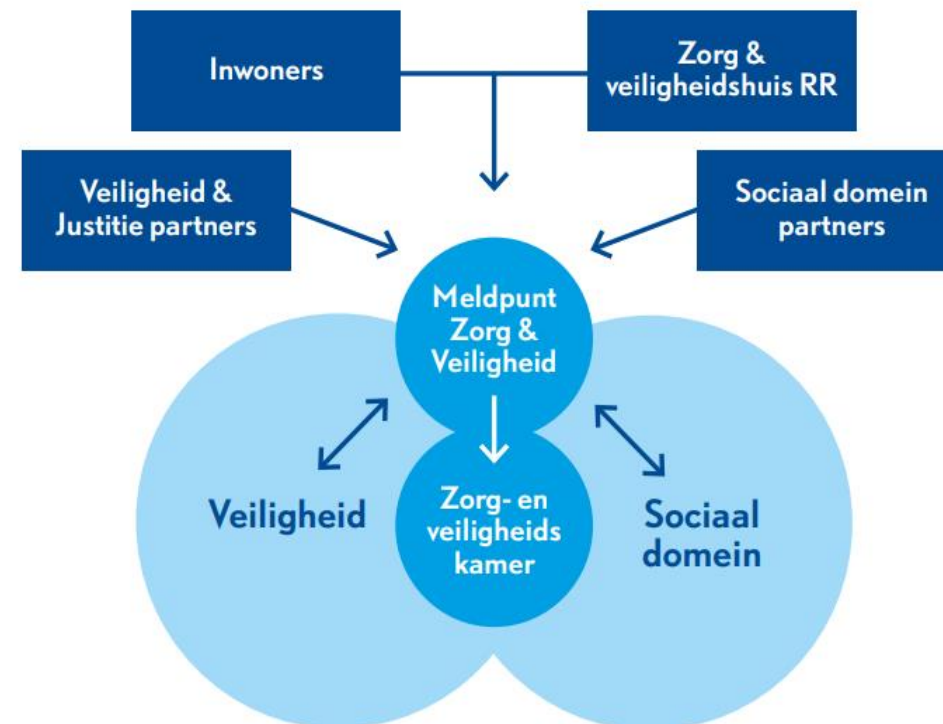 Inwoners
Zorg &
veiligheidshuis RR
Veiligheid &
Justitie partners
Sociaal domein
partners
Meldpunt
Zorg &
Veiligheid
Veiligheid
Zorg- en
veiligheids
kamer
Sociaal
domein